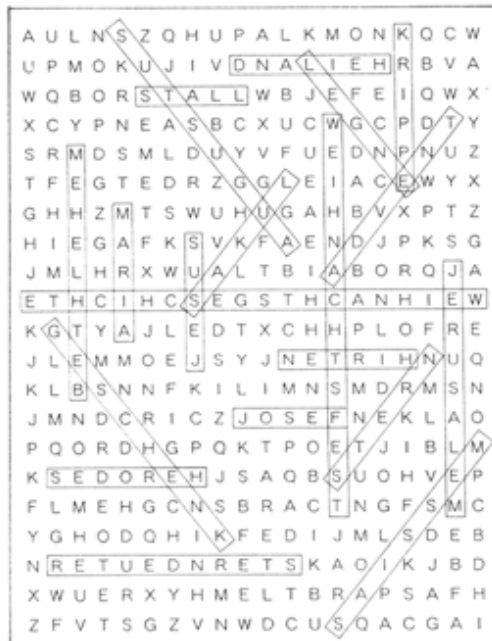 A U L N S Z Q H U P A L K M O N K Q C W
U P M O K U J I V D N A L I E H R B V A
W Q B O R S T A L L W B J E F E I Q W X
X C Y P N E A S B C X U C W G C P D T Y
S R M D S M L D U Y V F U E D N P N U Z
T F E G T E D R Z G G L E I A C E W Y X
G H H Z M T S W U H U G A H B V X P T Z
H I E G A F K S V K F A E N D J P K S G
J M L H R X W U A L T B I A B O R Q J A
E T H C I H C S E G S T H C A N H I E W
K G T Y A J L E D T X C H H P L O F R E
J L E M M O E J S Y J N E T R I H N U Q
K L B S N N F K I L I M N S M D R M S N
J M N D C R I C Z J O S E F N E K L A O
P Q O R D H G P Q K T P O E T J I B L M
K S E D O R E H J S A Q B S U O H V E P
F L M E H G C N S B R A C T N G F S M C
Y G H O D Q H I K F E D I J M L S D E B
N R E T U E D N R E T S K A O I K J B D
X W U E R X Y H M E L T B R A P S A F H
Z F V T S G Z V N W D C U S Q A C G A I